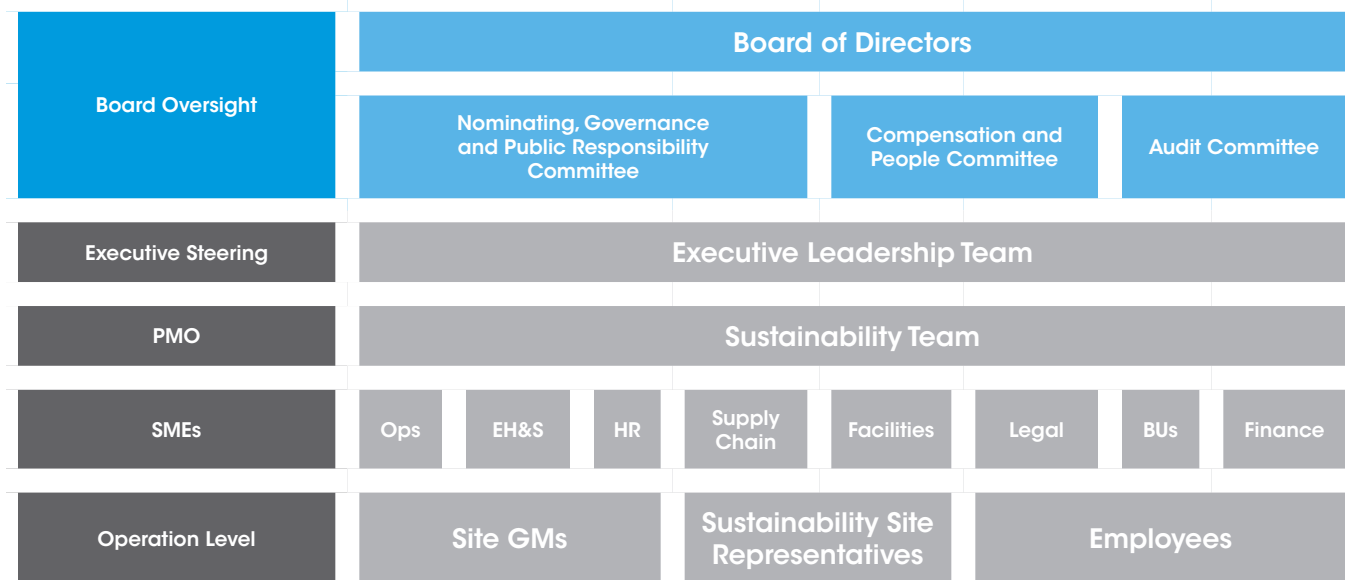 Board Oversight
Board of Directors
Nominating, Governance
and Public Responsibility
Committee
Compensation and
People Committee
Audit Committee
Executive Steering
Executive Leadership Team
PMO
Sustainability Team
SMEs
Ops
EH&S
HR
Supply
Chain
Facilities
Legal
BUs
Finance
Operation Level
Site GMs
Sustainability Site
Representatives
Employees